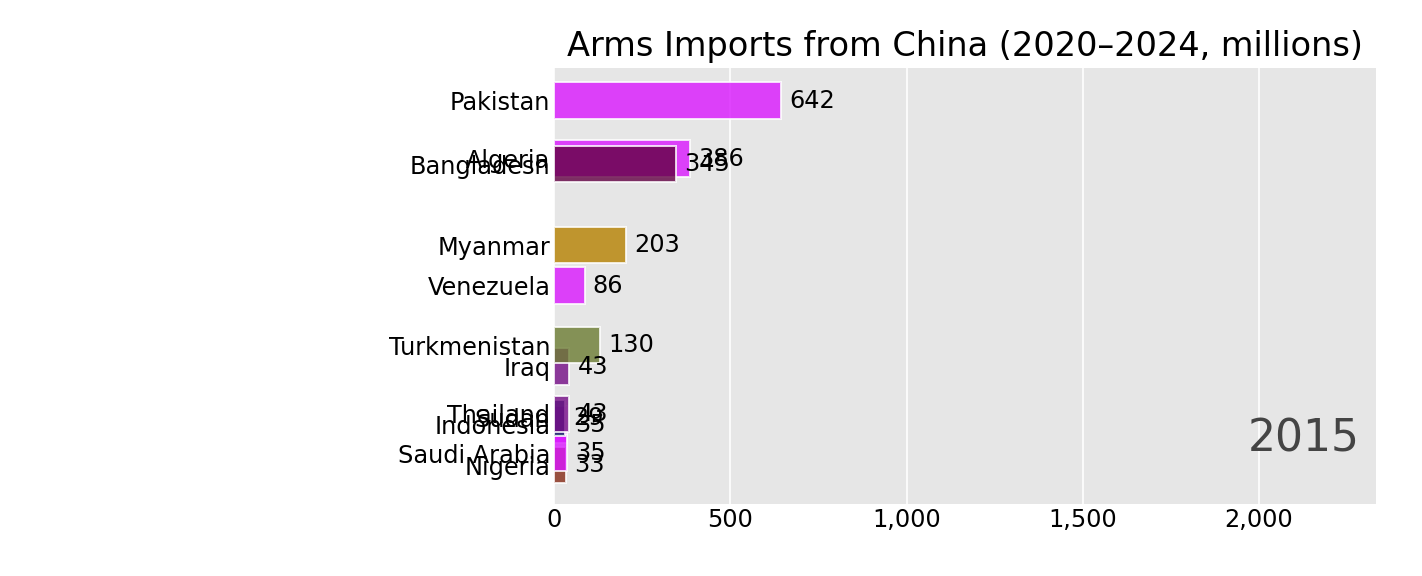 Arms Imports from China (2020–2024, millions)
Pakistan 642
Algeria 386
Bangladesh 345
Myanmar 203
Venezuela 86
Turkmenistan 130
Iraq 43
Thailand 43
Sudan
Indonesia 35
2015
Saudi Arabia 35
Nigeria 33
0 500 1,000 1,500 2,000